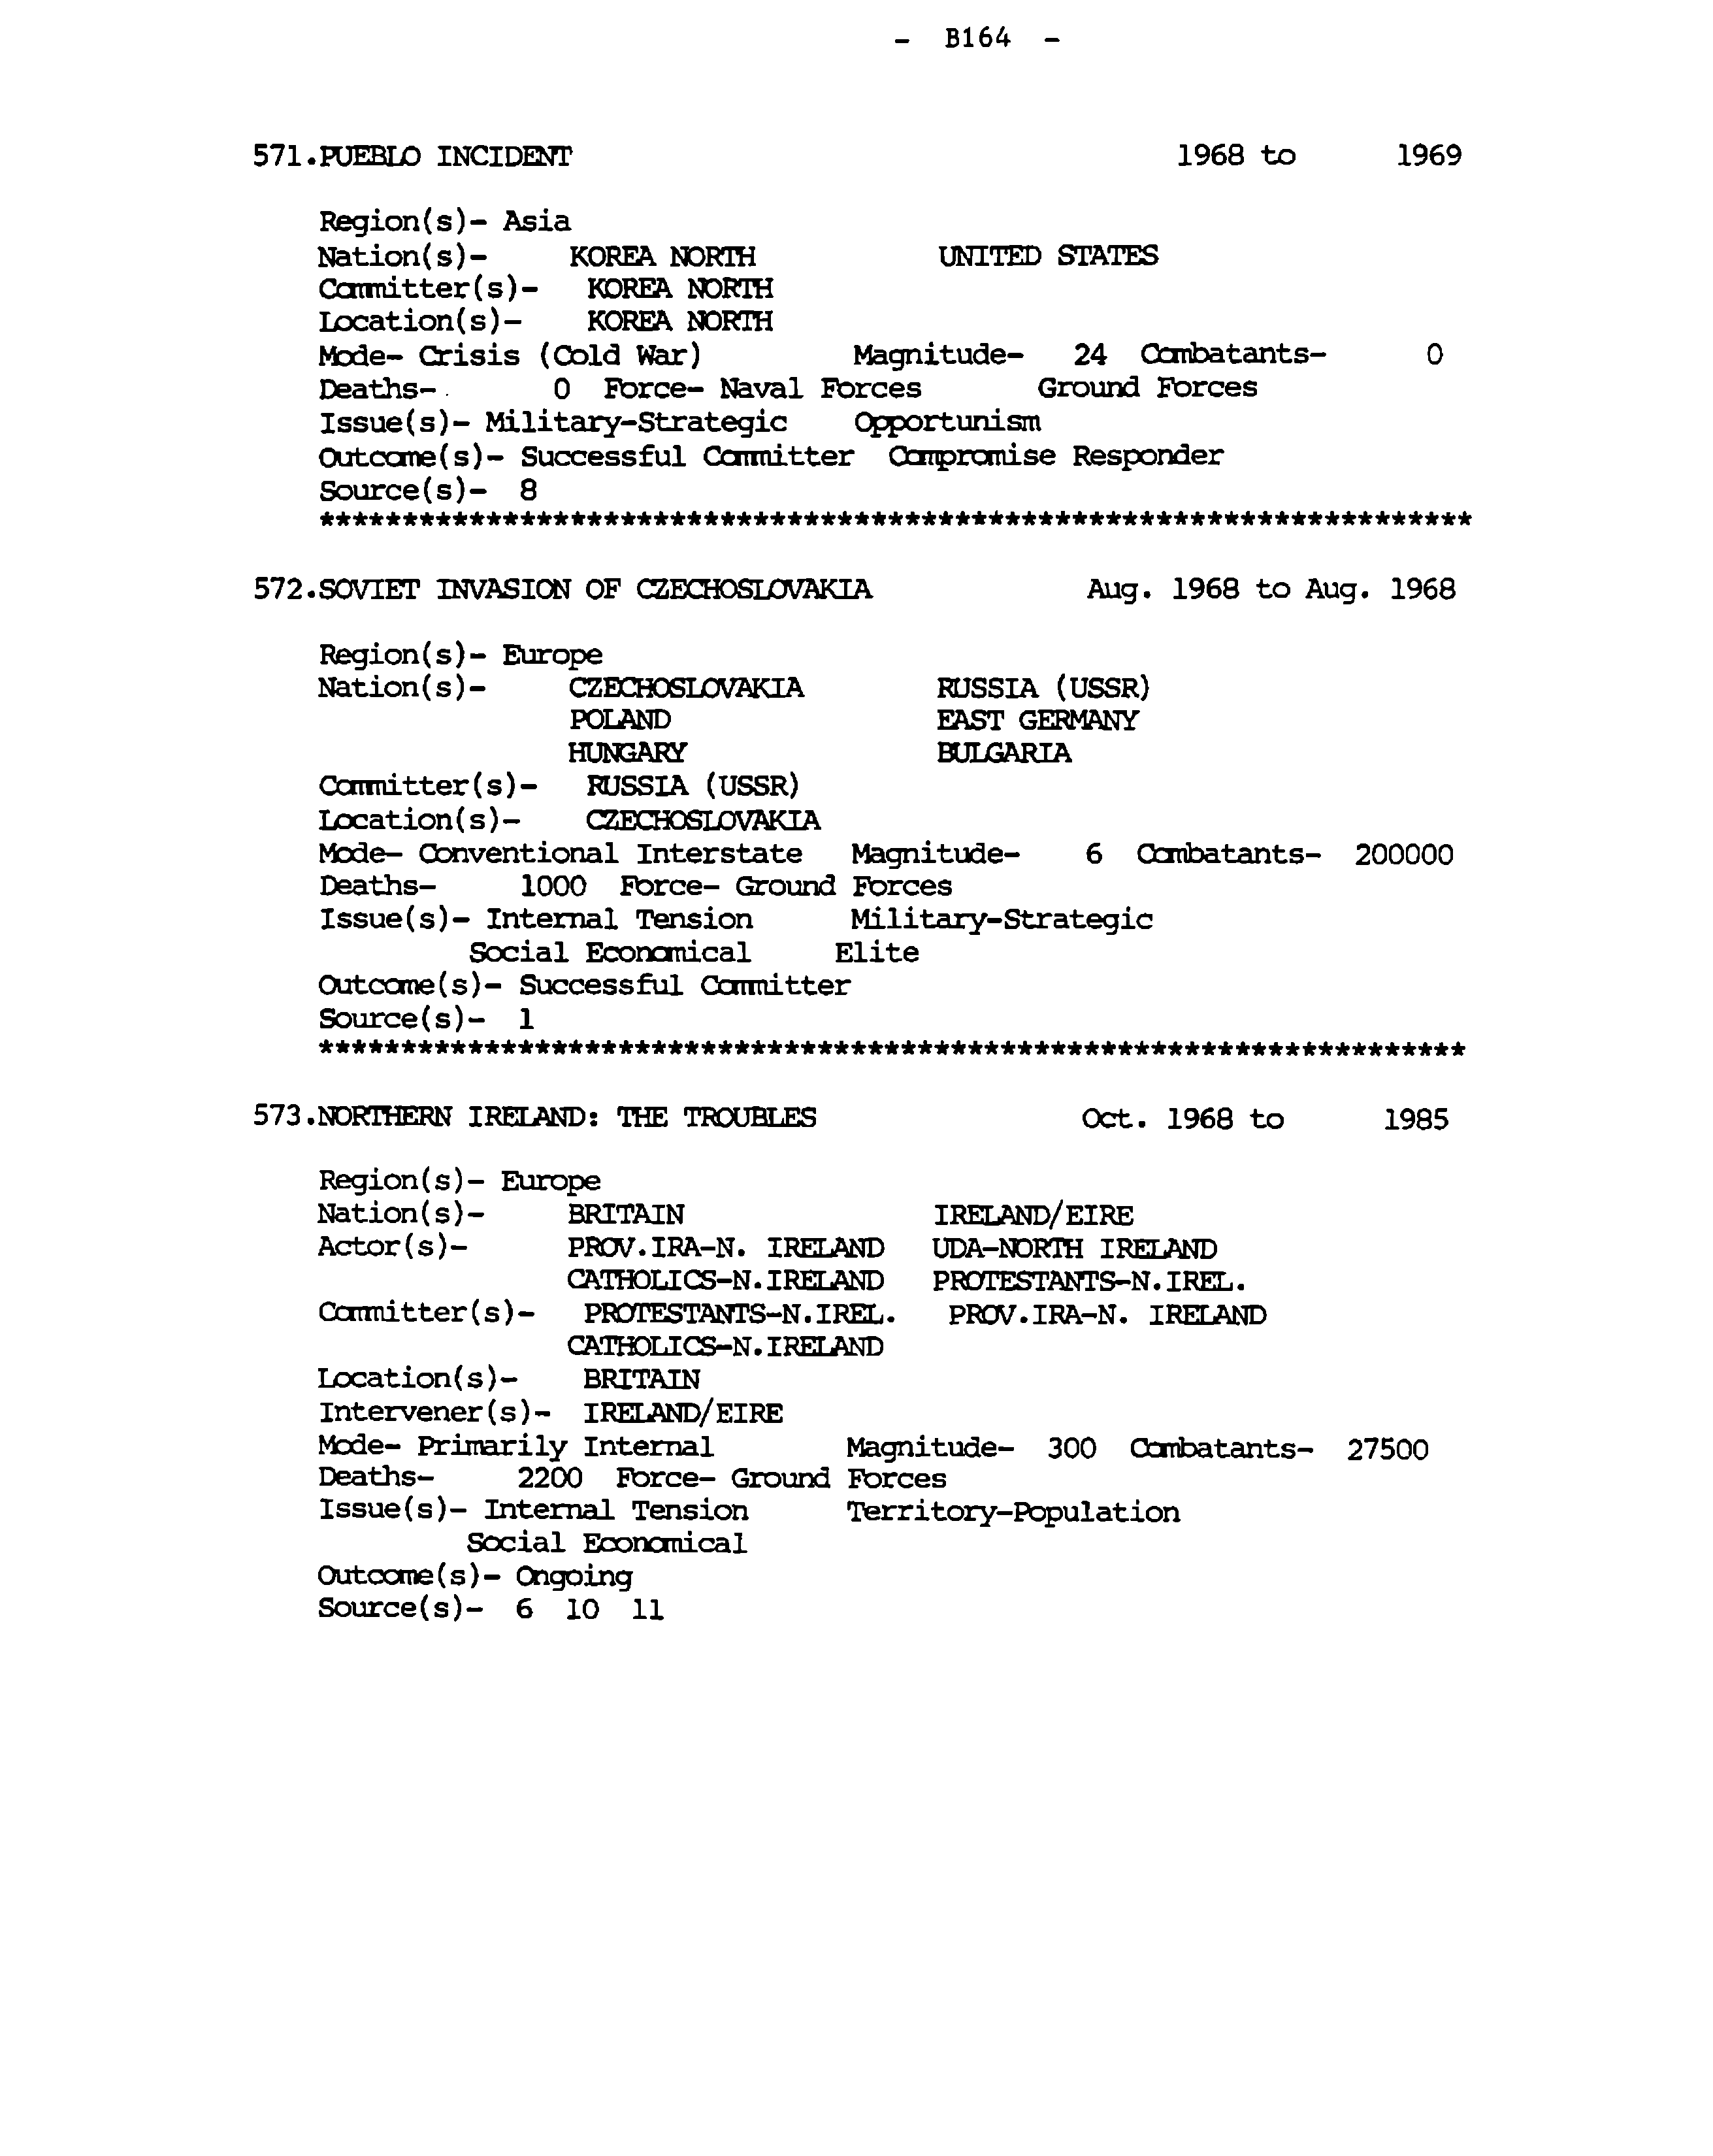 - B164 -
571.PUEBLO INCIDENT 1968 to 1969
Region(s)- Asia
Nation(s)- KOREA NORTH UNITED STATES
Committer(s)- KOREA NORTH
Location(s)- KOREA NORTH
Mode- Crisis (Cold War) Magnitude- 24 Combatants- 0
Deaths- 0 Force- Naval Forces Ground Forces
Issue(s)- Military-Strategic Opportunism
Outcome(s)- Successful Committer Compromise Responder
Source(s)- 8
*********************************************************************
572.SOVIET INVASION OF CZECHOSLOVAKIA Aug. 1968 to Aug. 1968
Region(s)- Europe
Nation(s)- CZECHOSLOVAKIA RUSSIA (USSR)
POLAND EAST GERMANY
HUNGARY BULGARIA
Committer(s)- RUSSIA (USSR)
Location(s)- CZECHOSLOVAKIA
Mode- Conventional Interstate Magnitude- 6 Combatants- 200000
Deaths- 1000 Force- Ground Forces
Issue(s)- Internal Tension Military-Strategic
Social Economical Elite
Outcome(s)- Successful Committer
Source(s)- 1
*********************************************************************
573.NORTHERN IRELAND: THE TROUBLES Oct. 1968 to 1985
Region(s)- Europe
Nation(s)- BRITAIN IRELAND/EIRE
Actor(s)- PROV.IRA-N. IRELAND UDA-NORTH IRELAND
CATHOLICS-N.IRELAND PROTESTANTS-N.IREL.
Committer(s)- PROTESTANTS-N.IREL. PROV.IRA-N. IRELAND
CATHOLICS-N.IRELAND
Location(s)- BRITAIN
Intervener(s)- IRELAND/EIRE
Mode- Primarily Internal Magnitude- 300 Combatants- 27500
Deaths- 2200 Force- Ground Forces
Issue(s)- Internal Tension Territory-Population
Social Economical
Outcome(s)- Ongoing
Source(s)- 6 10 11